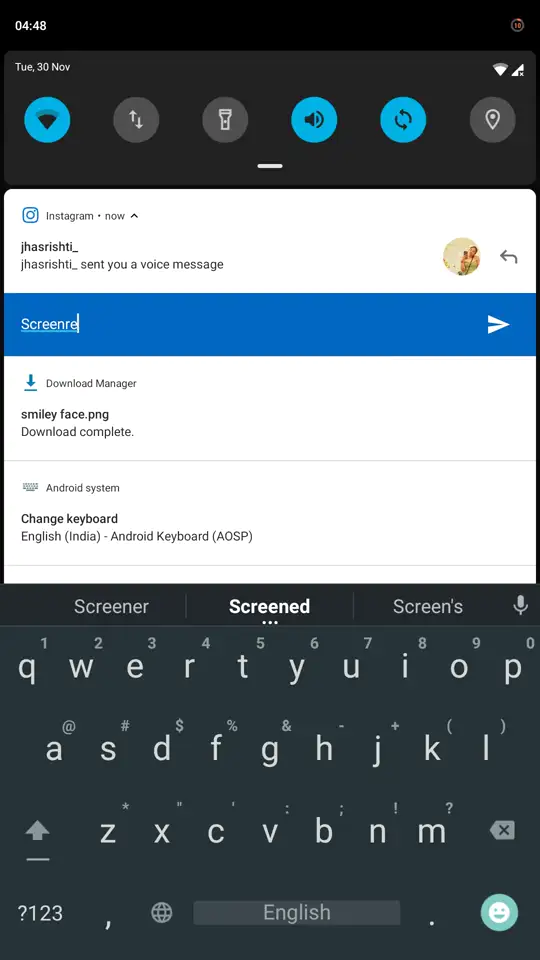 04:48
10
Tue, 30 Nov
Instagram • now
jhasrishti_
jhasrishti_ sent you a voice message
Screenre
Download Manager
smiley face.png
Download complete.
Android system
Change keyboard
English (India) - Android Keyboard (AOSP)
Screener Screened Screen's
1 2 3 4 5 6 7 8 9 0
q w e r t y u i o p
@ # $ % & - + ( )
a s d f g h j k l
* " ' : ; ! ?
z x c v b n m
?123 , English .